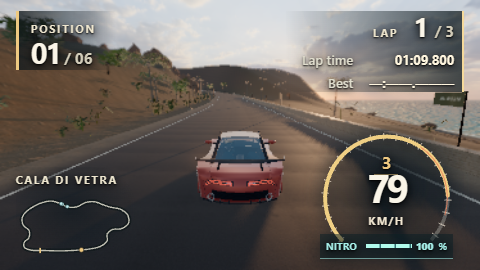 POSITION
01 / 06
LAP 1 / 3
Lap time 01:09.800
Best --:--.---
CALA DI VETRA
3
79
KM/H
NITRO 100 %